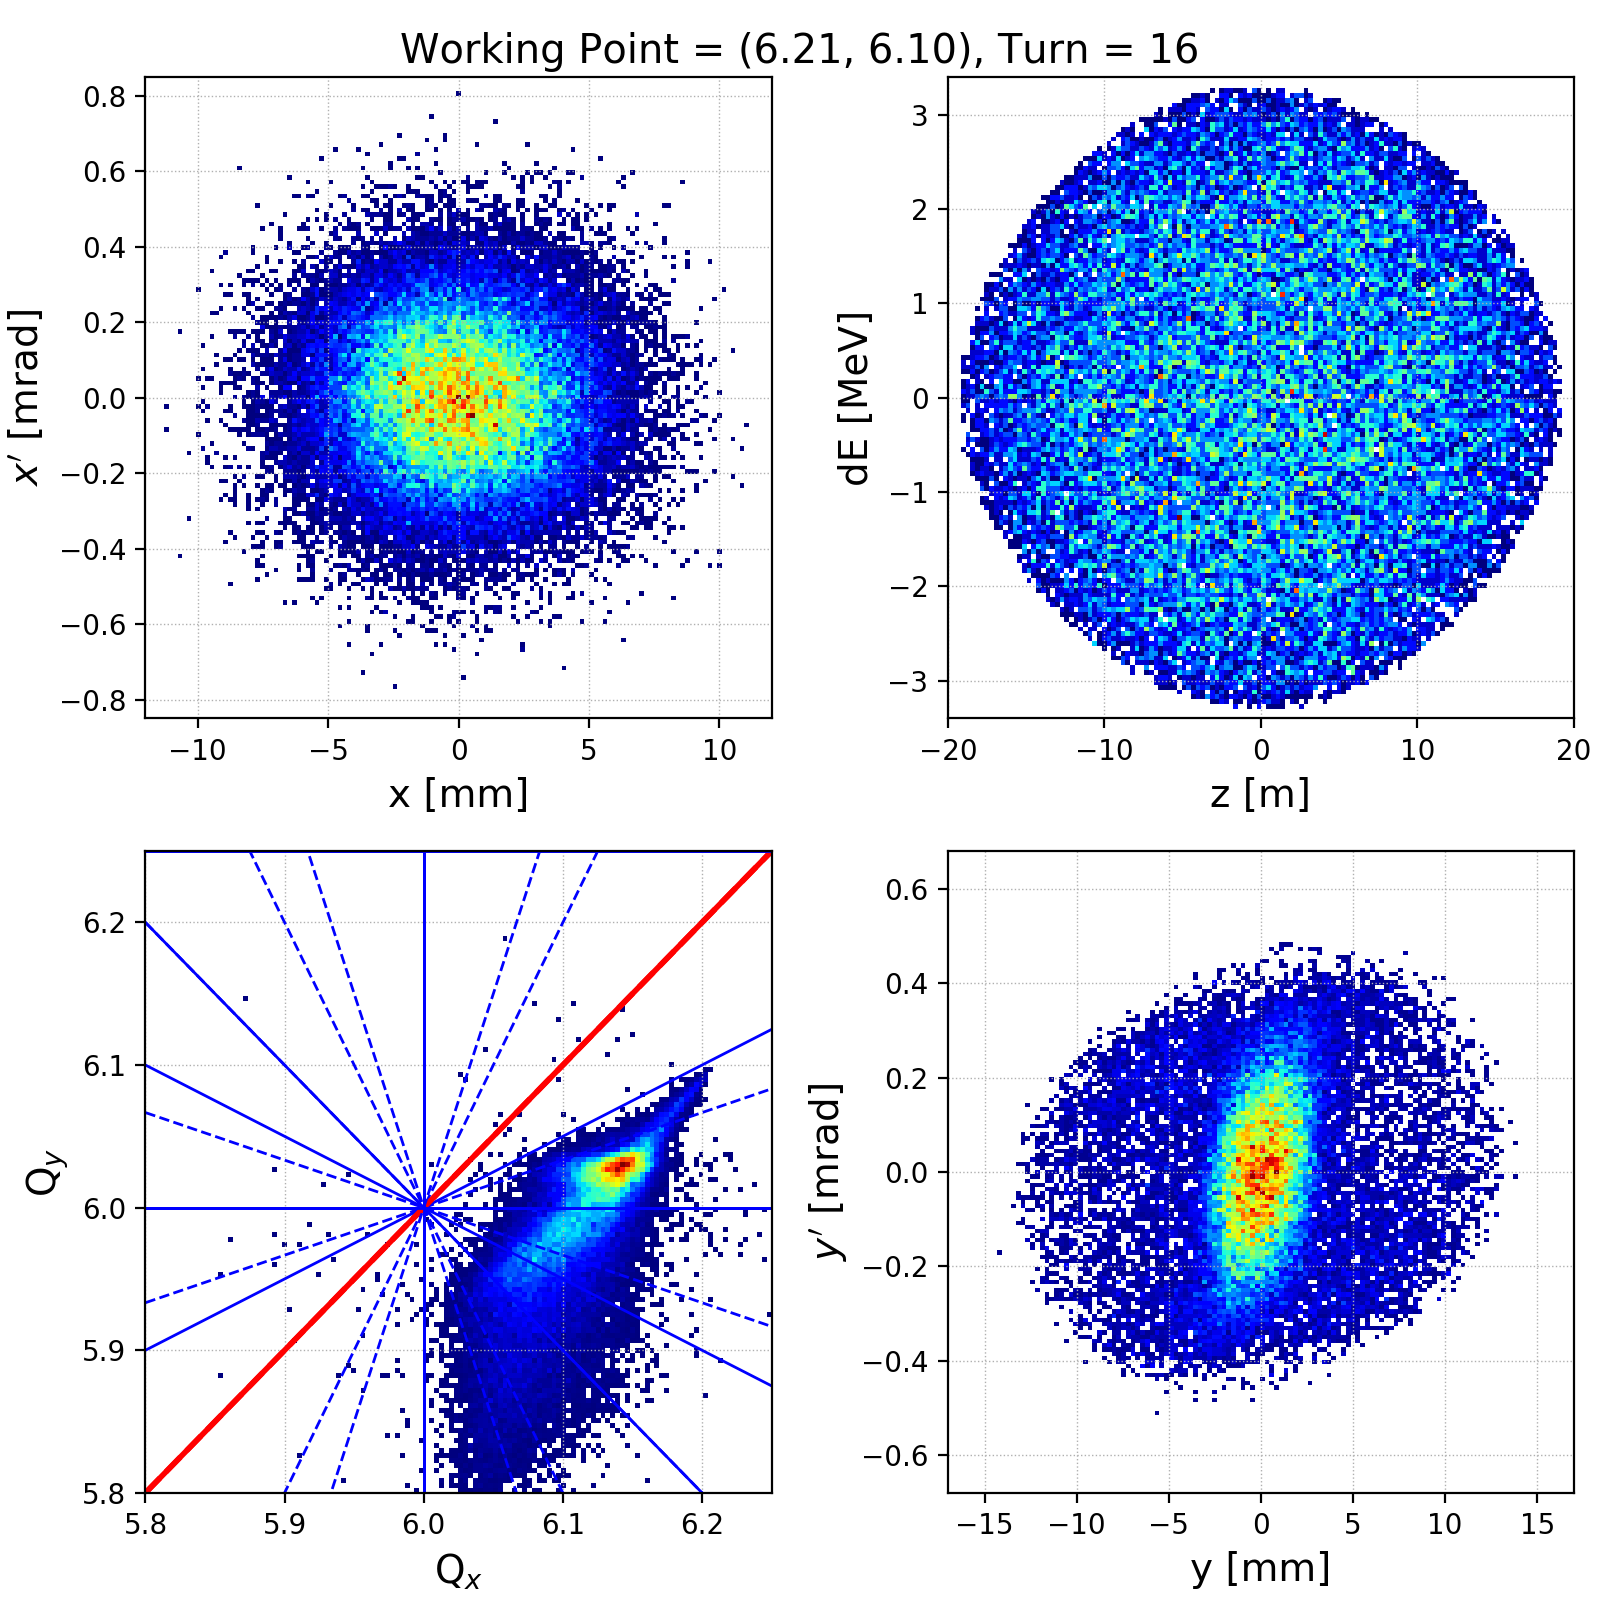 Working Point = (6.21, 6.10), Turn = 16
0.8
0.6
0.4
0.2
0.0
−0.2
−0.4
−0.6
−0.8
x′ [mrad]
−10 −5 0 5 10
x [mm]
3
2
1
0
−1
−2
−3
dE [MeV]
−20 −10 0 10 20
z [m]
6.2
6.1
6.0
5.9
5.8
Qy
5.8 5.9 6.0 6.1 6.2
Qx
0.6
0.4
0.2
0.0
−0.2
−0.4
−0.6
y′ [mrad]
−15 −10 −5 0 5 10 15
y [mm]